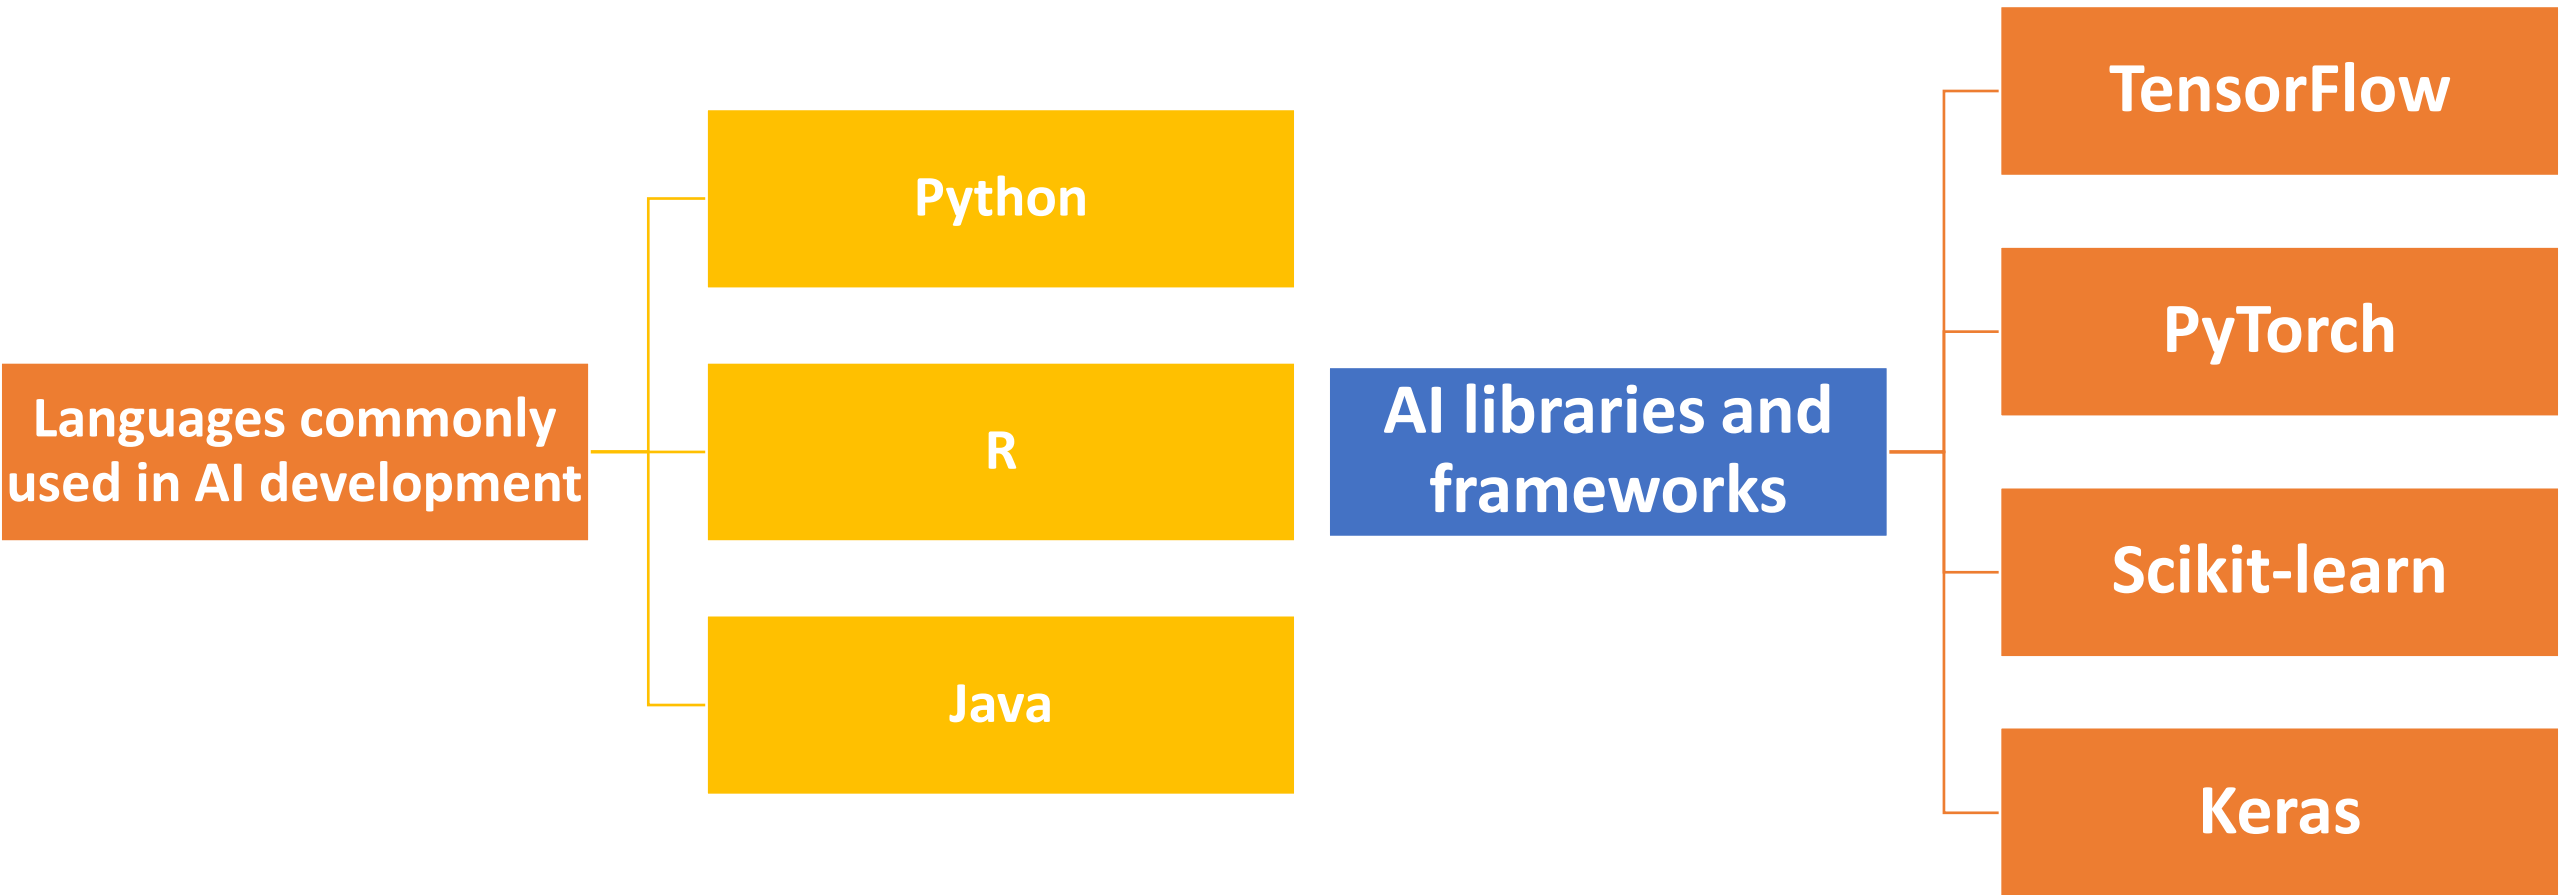 Languages commonly
used in AI development
Python
R
Java
AI libraries and
frameworks
TensorFlow
PyTorch
Scikit-learn
Keras